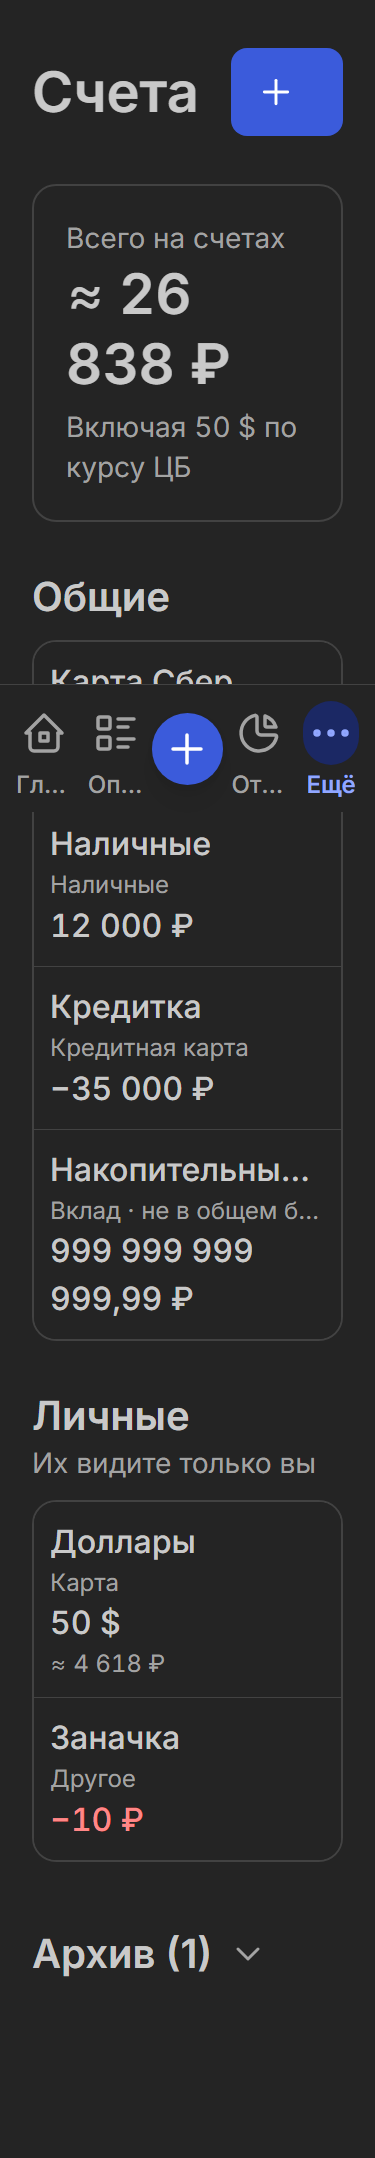 Счета
Всего на счетах
≈ 26
838 ₽
Включая 50 $ по
курсу ЦБ
Общие
Карта Сбер
Гл...
Оп...
От...
Ещё
Наличные
Наличные
12 000 ₽
Кредитка
Кредитная карта
−35 000 ₽
Накопительны...
Вклад · не в общем б...
999 999 999
999,99 ₽
Личные
Их видите только вы
Доллары
Карта
50 $
≈ 4 618 ₽
Заначка
Другое
−10 ₽
Архив (1)